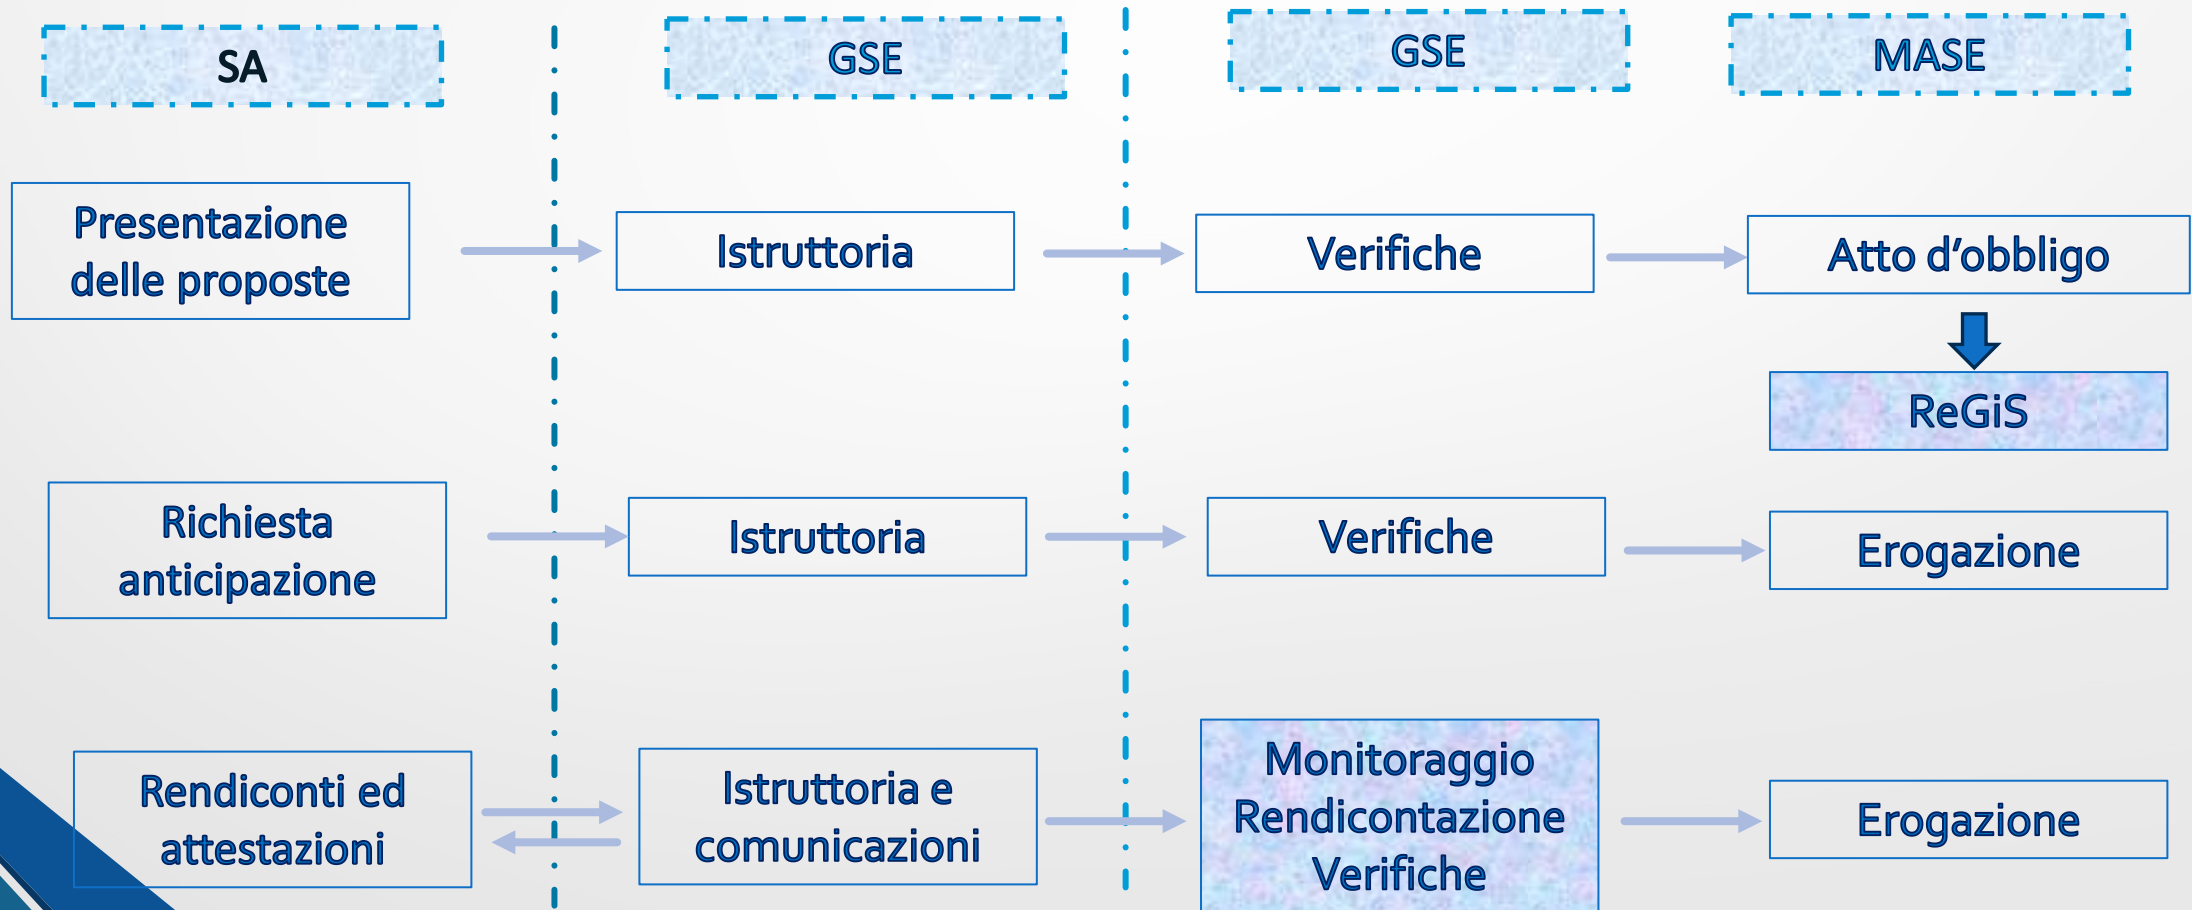 SA
GSE
GSE
MASE
Presentazione
delle proposte
Istruttoria
Verifiche
Atto d’obbligo
ReGiS
Richiesta
anticipazione
Istruttoria
Verifiche
Erogazione
Rendiconti ed
attestazioni
Istruttoria e
comunicazioni
Monitoraggio
Rendicontazione
Verifiche
Erogazione